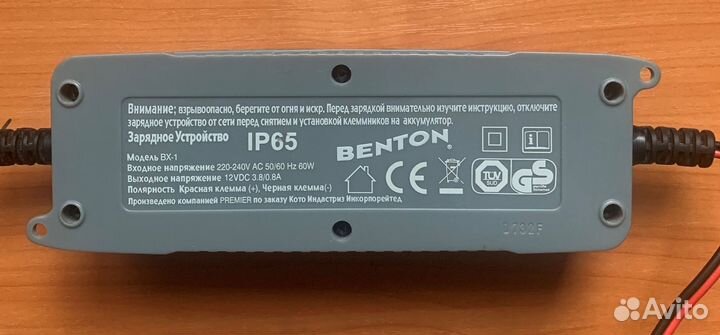 Внимание; взрывоопасно, берегите от огня и искр. Перед зарядкой внимательно изучите инструкцию, отключите
зарядное устройство от сети перед снятием и установкой клеммников на аккумулятор.
Зарядное Устройство IP65
Модель BX-1
Входное напряжение 220-240V AC 50/60 Hz 60W
Выходное напряжение 12VDC 3.8/0.8A
Полярность Красная клемма (+), Черная клемма(-)
Произведено компанией PREMIER по заказу Кото Индастриз Инкорпорейтед
BENTON®
CE
TUV
GS
1732F
Avito